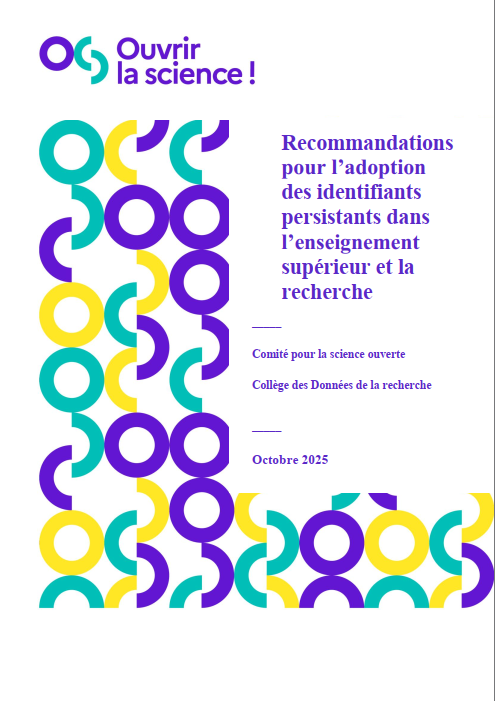 Ouvrir
la science !
Recommandations
pour l’adoption
des identifiants
persistants dans
l’enseignement
supérieur et la
recherche
Comité pour la science ouverte
Collège des Données de la recherche
Octobre 2025